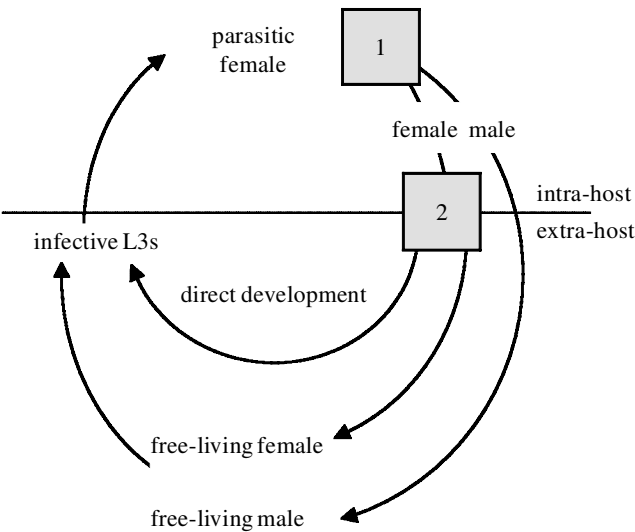 parasitic
female
1
female male
2
intra-host
extra-host
infective L3s
direct development
free-living female
free-living male